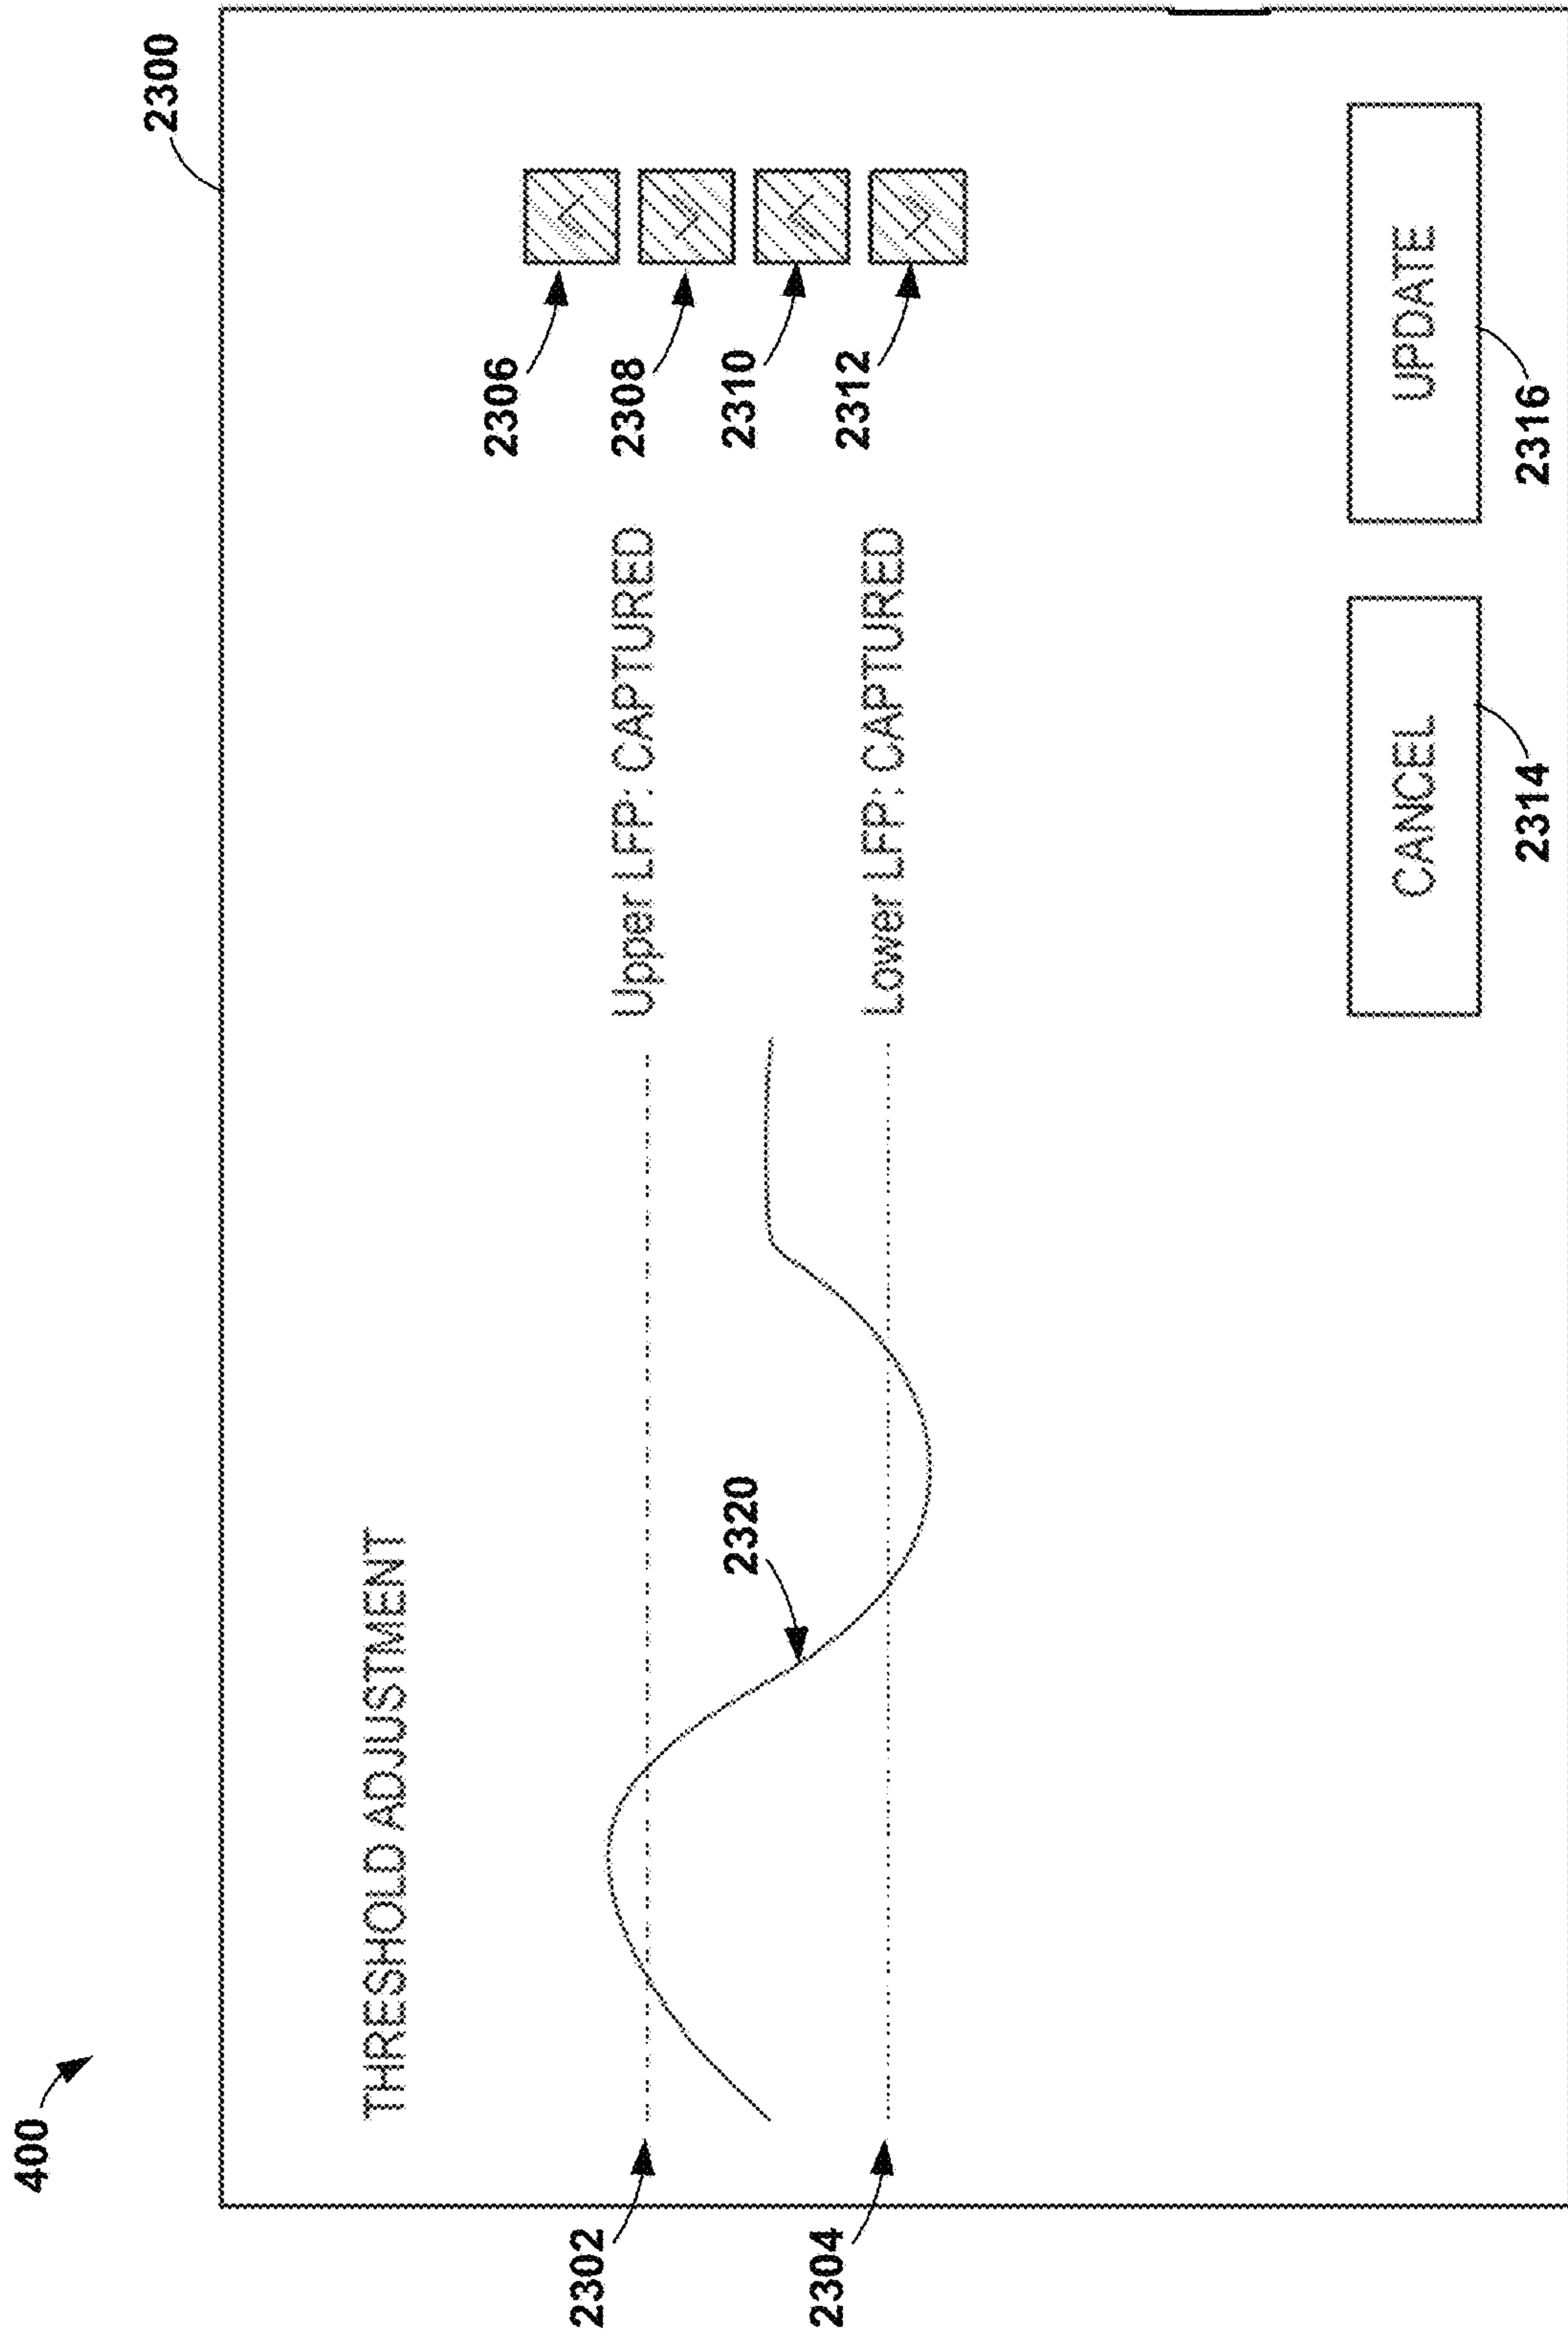 400
2300
THRESHOLD ADJUSTMENT
2302
Upper LFP: CAPTURED
2306
2308
2320
2310
2304
Lower LFP: CAPTURED
2312
CANCEL
UPDATE
2314
2316